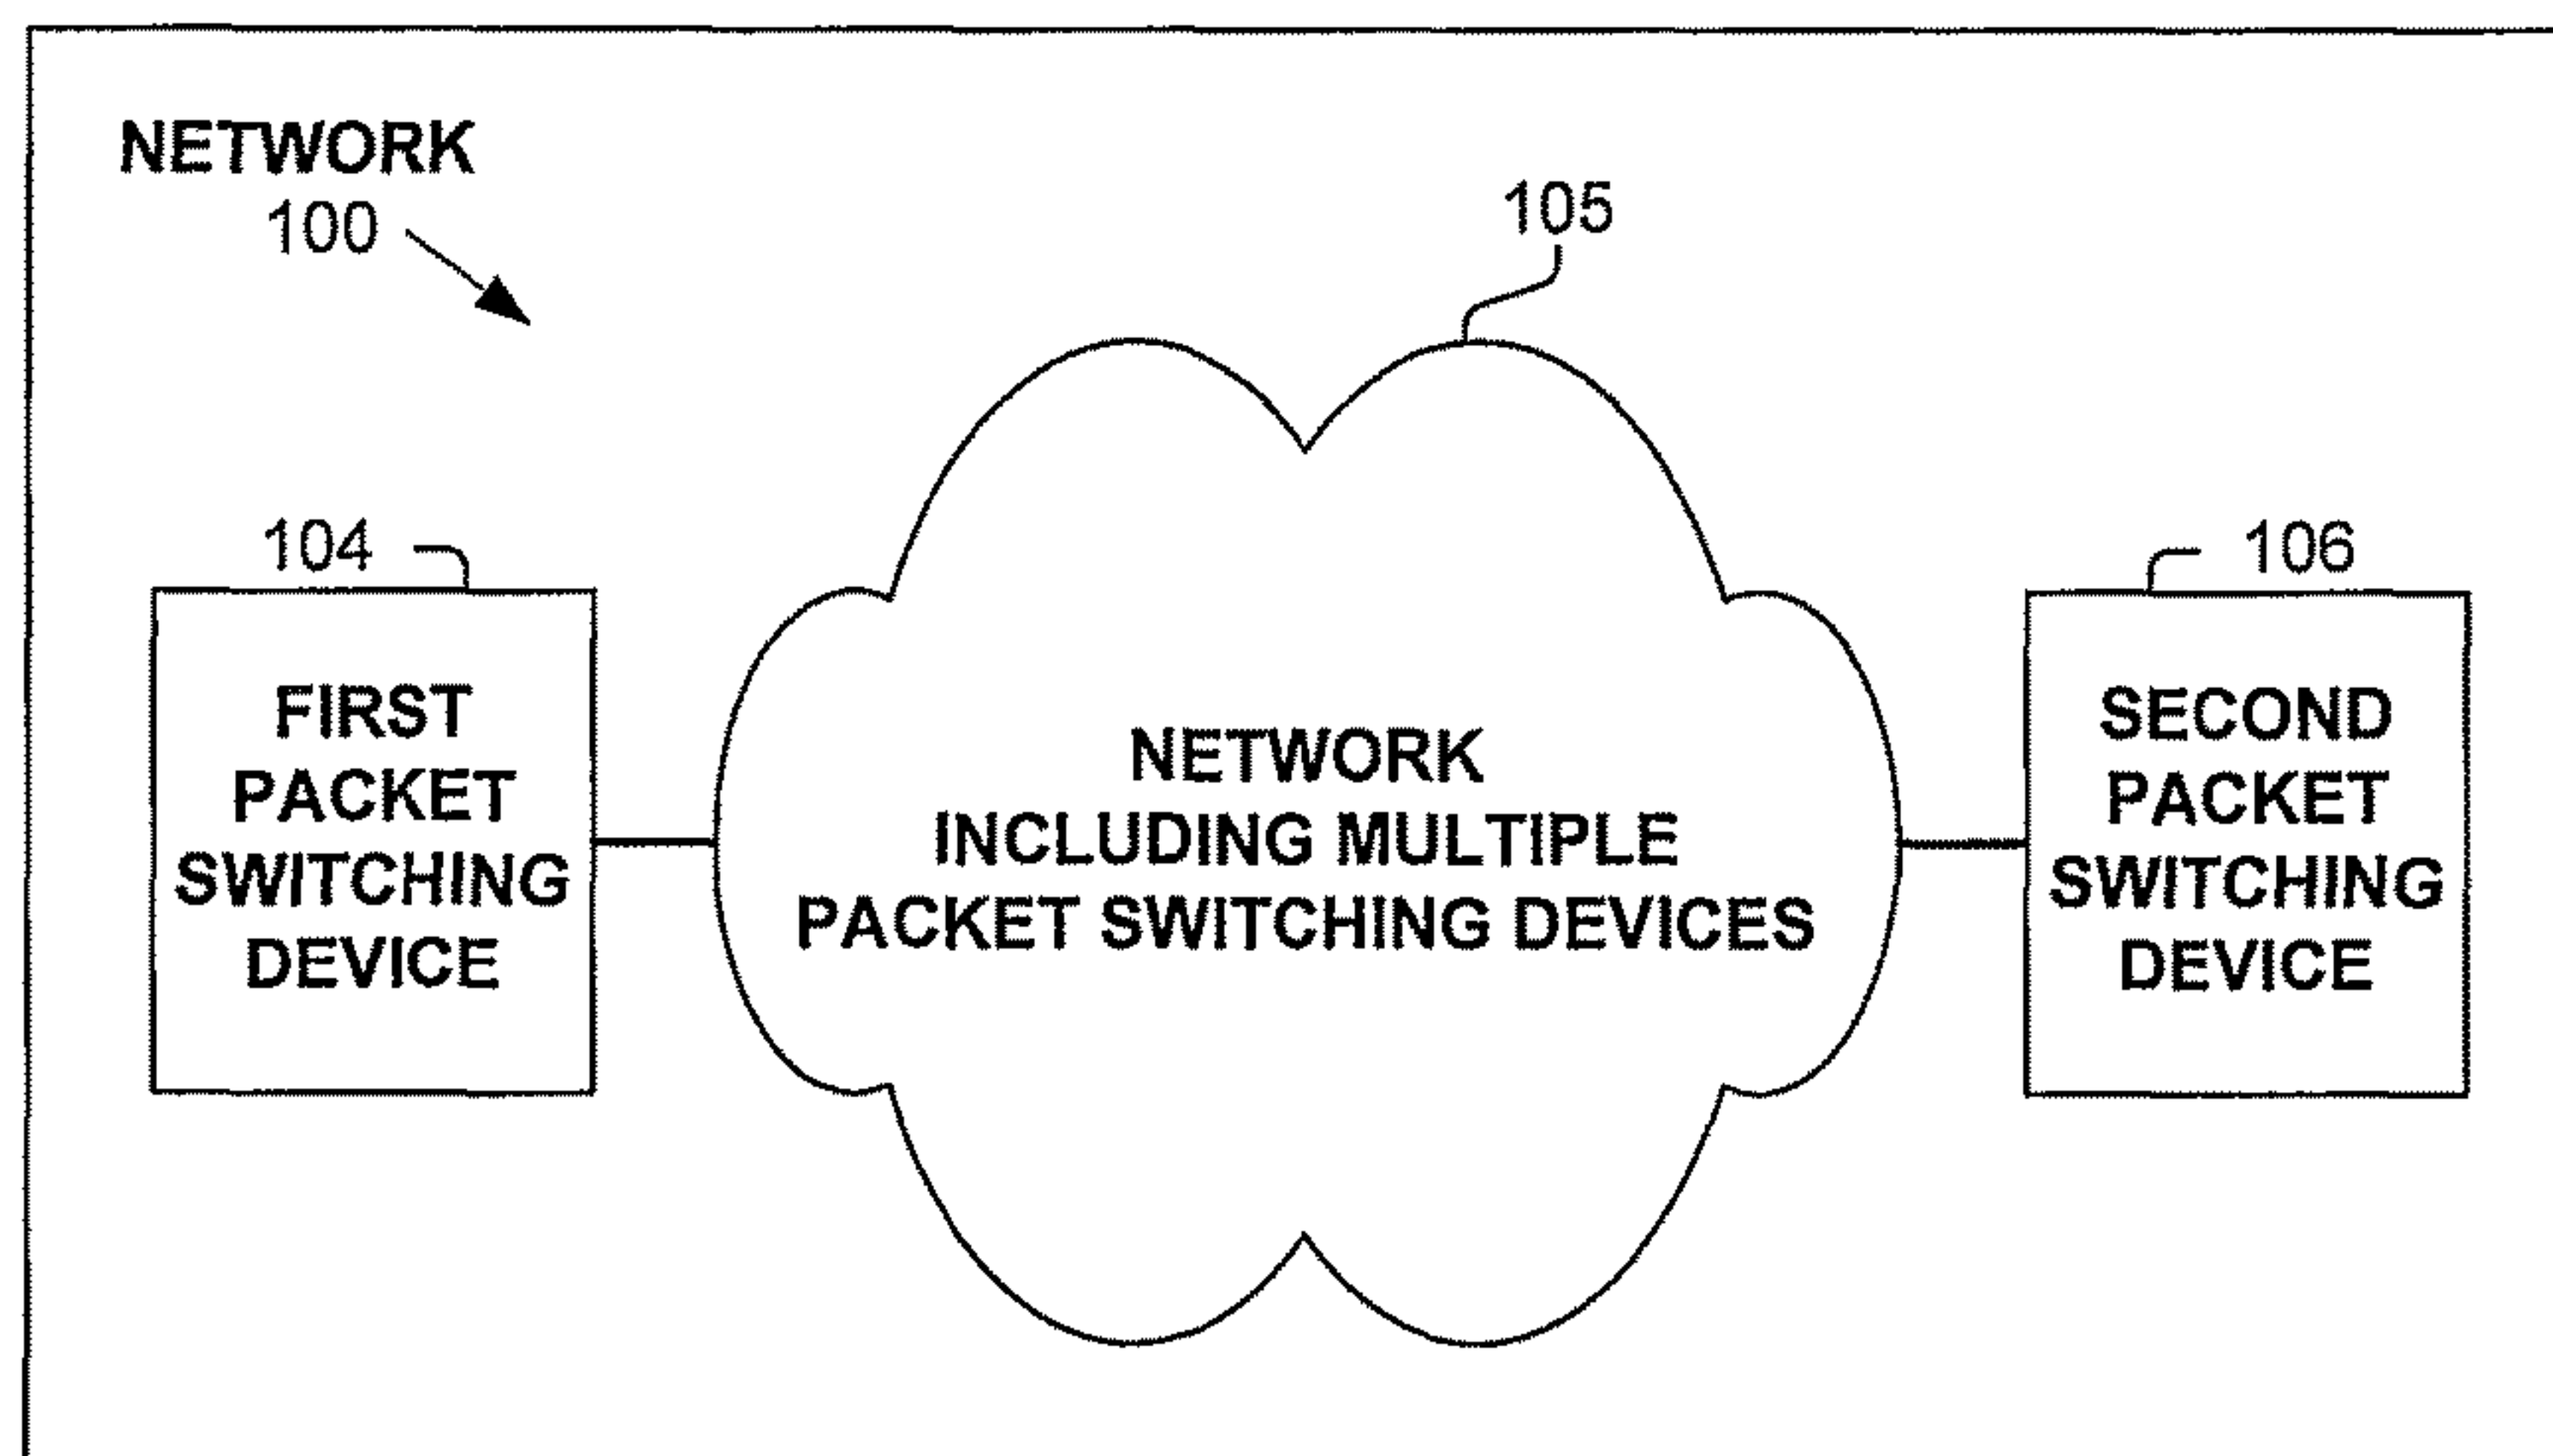 NETWORK
100
105
104
106
FIRST
PACKET
SWITCHING
DEVICE
NETWORK
INCLUDING MULTIPLE
PACKET SWITCHING DEVICES
SECOND
PACKET
SWITCHING
DEVICE